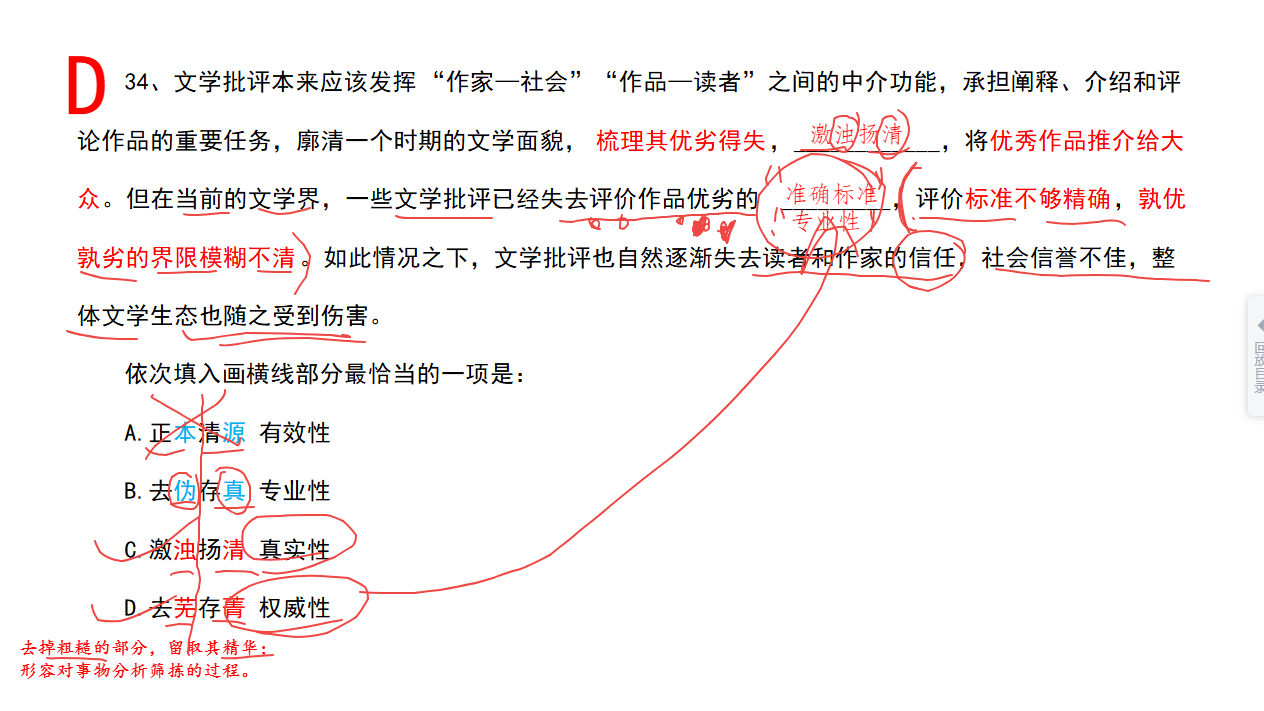 D
34、文学批评本来应该发挥 “作家—社会” “作品—读者”之间的中介功能，承担阐释、介绍和评
论作品的重要任务，廓清一个时期的文学面貌， 梳理其优劣得失，激浊扬清____________，将优秀作品推介给大
众。但在当前的文学界，一些文学批评已经失去评价作品优劣的“准确标准”_________，评价标准不够精确，孰优
“专业性”
孰劣的界限模糊不清。如此情况之下，文学批评也自然逐渐失去读者和作家的信任，社会信誉不佳，整
体文学生态也随之受到伤害。
依次填入画横线部分最恰当的一项是：
A.正本清源 有效性
B.去伪存真 专业性
C.激浊扬清 真实性
D.去芜存菁 权威性
去掉粗糙的部分，留取其精华；
形容对事物分析筛拣的过程。
回放目录